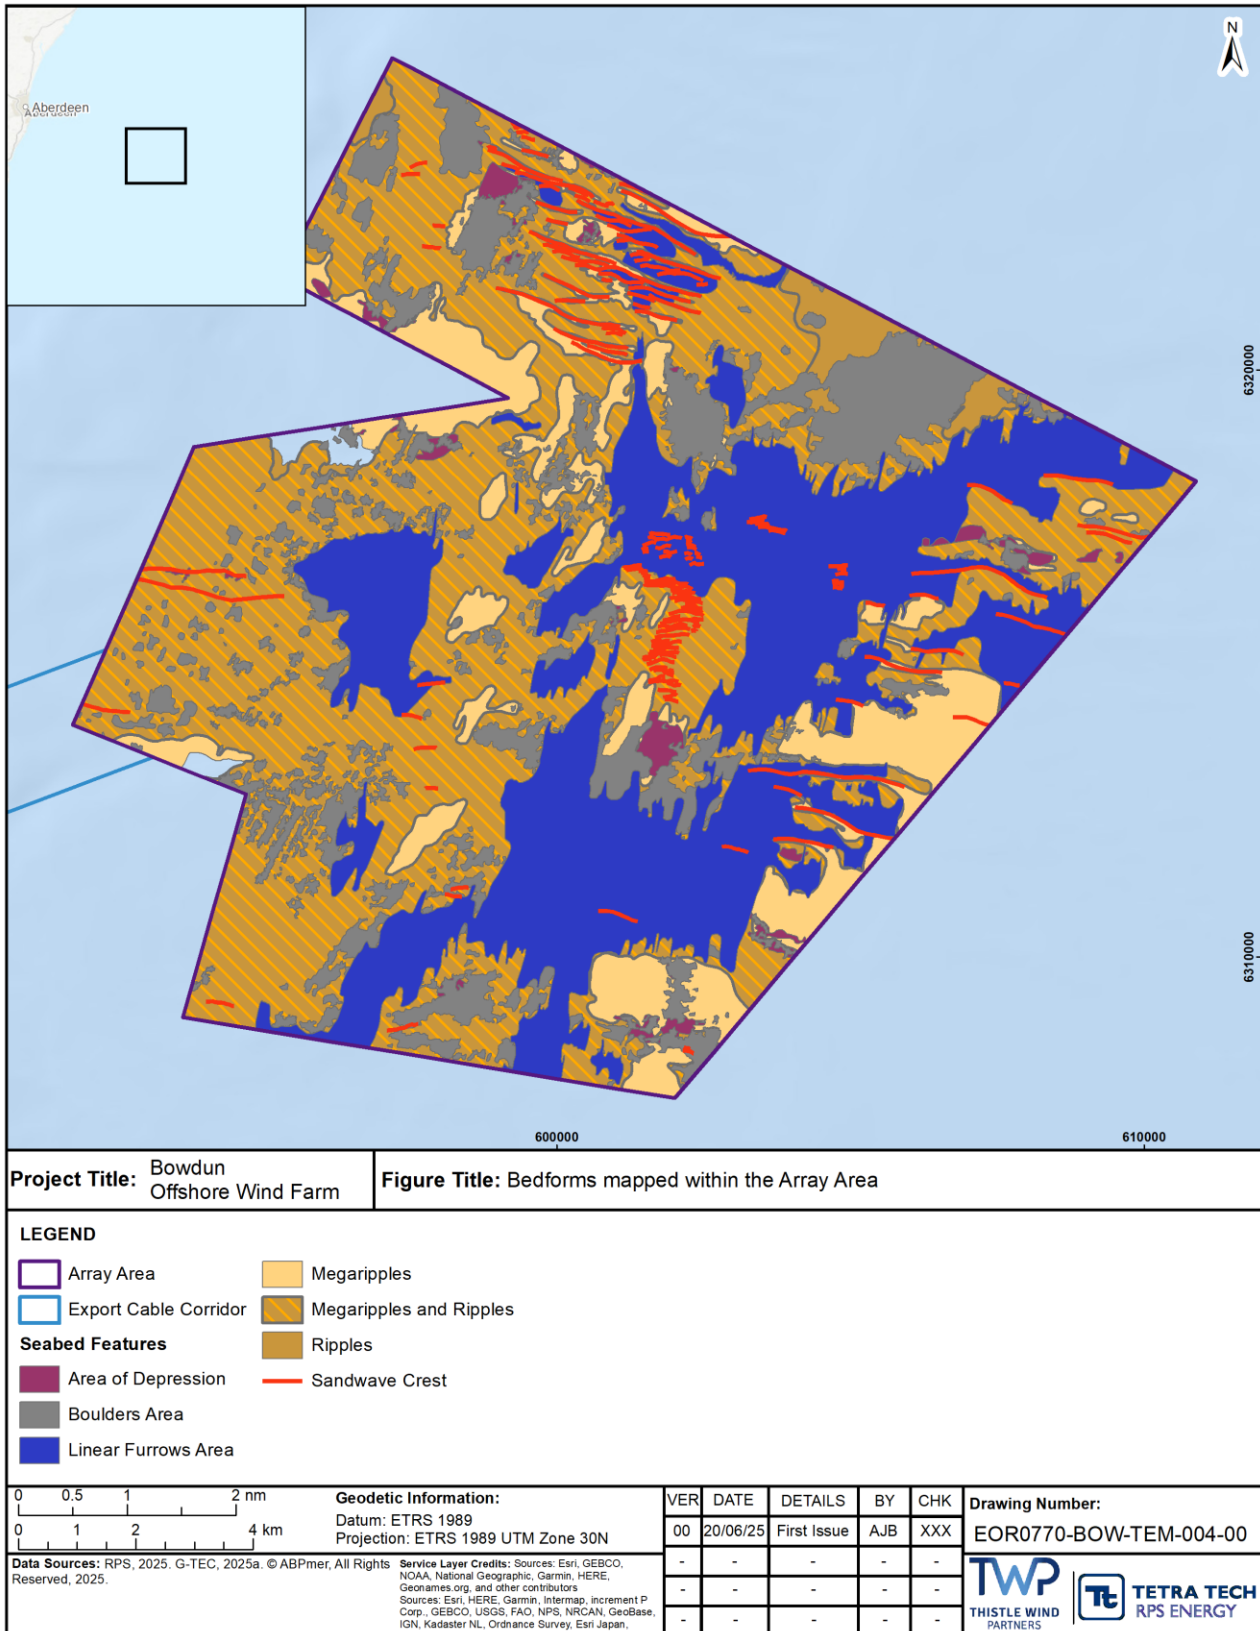 N
Aberdeen
Aberdeen
6320000
6310000
600000
610000
Project Title: Bowdun
Offshore Wind Farm
Figure Title: Bedforms mapped within the Array Area
LEGEND
Array Area
Export Cable Corridor
Seabed Features
Area of Depression
Boulders Area
Linear Furrows Area
Megaripples
Megaripples and Ripples
Ripples
Sandwave Crest
0 0.5 1 2 nm
0 1 2 4 km
Geodetic Information:
Datum: ETRS 1989
Projection: ETRS 1989 UTM Zone 30N
Data Sources: RPS, 2025. G-TEC, 2025a. © ABPmer, All Rights
Reserved, 2025.
Service Layer Credits: Sources: Esri, GEBCO,
NOAA, National Geographic, Garmin, HERE,
Geonames.org, and other contributors
Sources: Esri, HERE, Garmin, Intermap, increment P
Corp., GEBCO, USGS, FAO, NPS, NRCAN, GeoBase,
IGN, Kadaster NL, Ordnance Survey, Esri Japan,
VER DATE DETAILS BY CHK
00 20/06/25 First Issue AJB XXX
- - - - -
- - - - -
- - - - -
Drawing Number:
EOR0770-BOW-TEM-004-00
TWP
THISTLE WIND
PARTNERS
Tt
TETRA TECH
RPS ENERGY